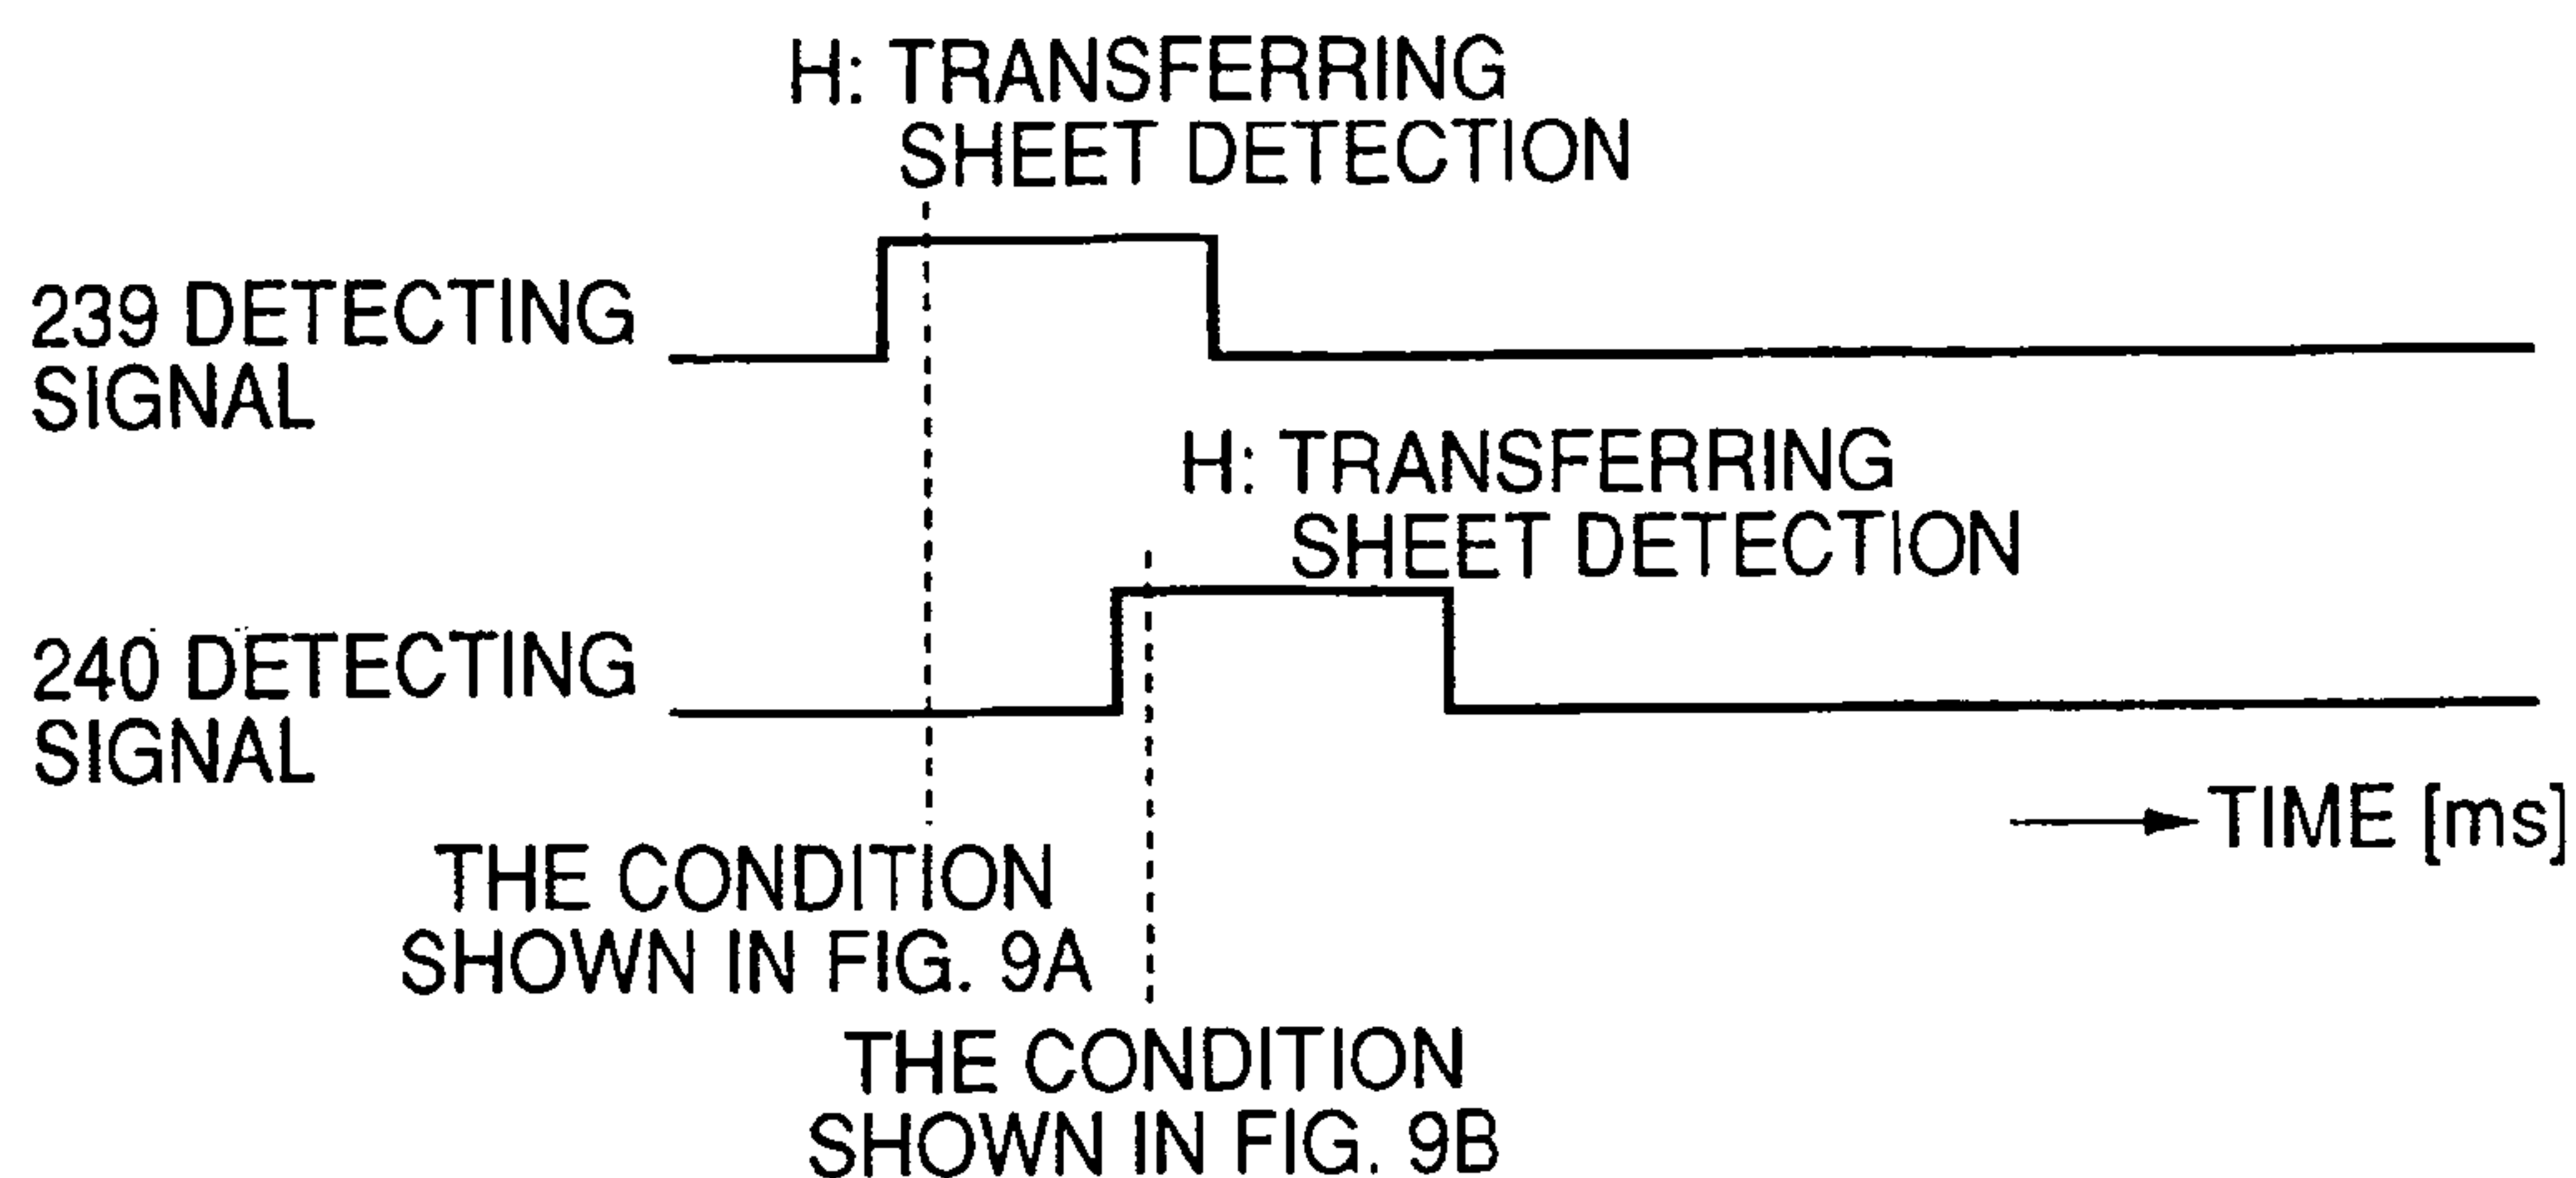 H: TRANSFERRING
SHEET DETECTION
239 DETECTING
SIGNAL
H: TRANSFERRING
SHEET DETECTION
240 DETECTING
SIGNAL
TIME [ms]
THE CONDITION
SHOWN IN FIG. 9A
THE CONDITION
SHOWN IN FIG. 9B